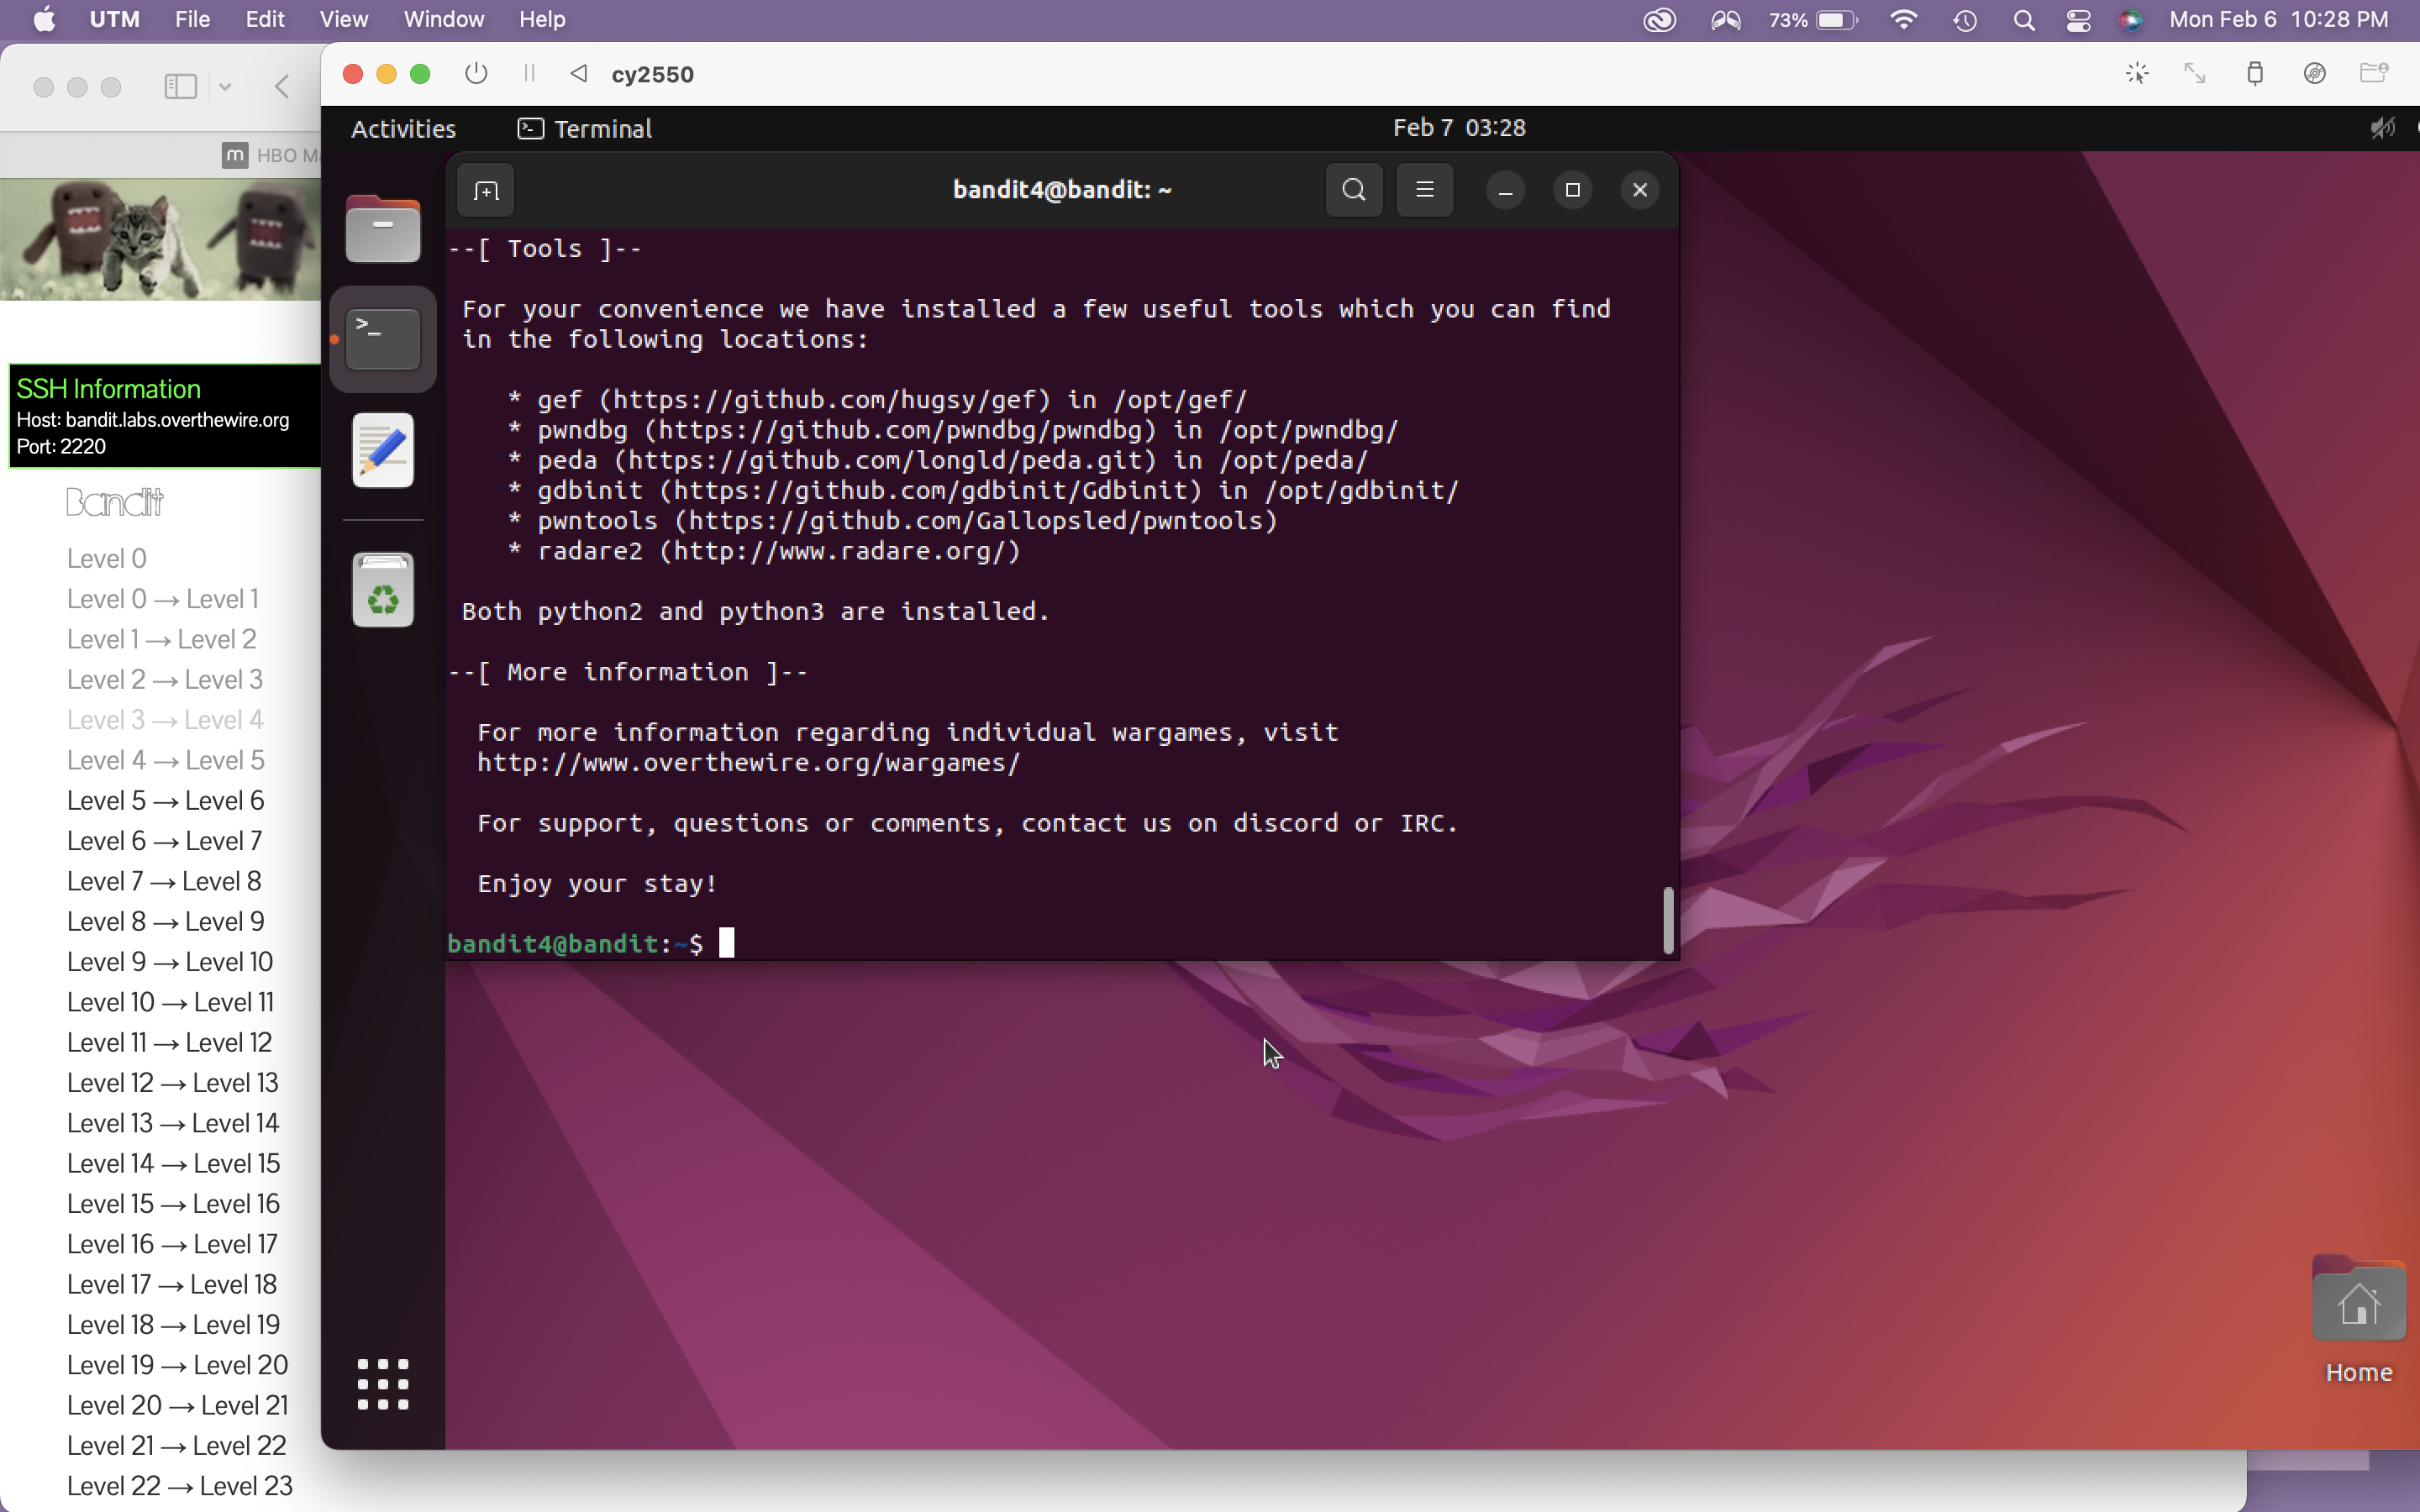 UTM File Edit View Window Help 73% Mon Feb 6 10:28 PM
cy2550
Activities Terminal Feb 7 03:28
m HBO
bandit4@bandit: ~
--[ Tools ]--
For your convenience we have installed a few useful tools which you can find
in the following locations:
* gef (https://github.com/hugsy/gef) in /opt/gef/
* pwndbg (https://github.com/pwndbg/pwndbg) in /opt/pwndbg/
* peda (https://github.com/longld/peda.git) in /opt/peda/
* gdbinit (https://github.com/gdbinit/Gdbinit) in /opt/gdbinit/
* pwntools (https://github.com/Gallopsled/pwntools)
* radare2 (http://www.radare.org/)
Both python2 and python3 are installed.
--[ More information ]--
For more information regarding individual wargames, visit
http://www.overthewire.org/wargames/
For support, questions or comments, contact us on discord or IRC.
Enjoy your stay!
bandit4@bandit:~$
SSH Information
Host: bandit.labs.overthewire.org
Port: 2220
Bandit
Level 0
Level 0 → Level 1
Level 1 → Level 2
Level 2 → Level 3
Level 3 → Level 4
Level 4 → Level 5
Level 5 → Level 6
Level 6 → Level 7
Level 7 → Level 8
Level 8 → Level 9
Level 9 → Level 10
Level 10 → Level 11
Level 11 → Level 12
Level 12 → Level 13
Level 13 → Level 14
Level 14 → Level 15
Level 15 → Level 16
Level 16 → Level 17
Level 17 → Level 18
Level 18 → Level 19
Level 19 → Level 20
Level 20 → Level 21
Level 21 → Level 22
Level 22 → Level 23
Home